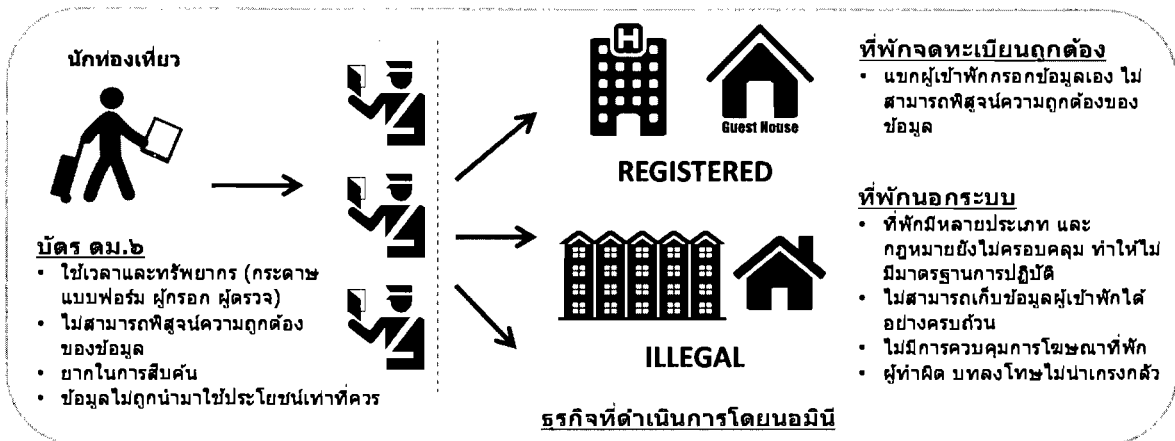 นักท่องเที่ยว
บัตร ตม.๖
• ใช้เวลาและทรัพยากร (กระดาษ
แบบฟอร์ม ผู้กรอก ผู้ตรวจ)
• ไม่สามารถพิสูจน์ความถูกต้อง
ของข้อมูล
• ยากในการสืบค้น
• ข้อมูลไม่ถูกนำมาใช้ประโยชน์เท่าที่ควร
H
Guest House
REGISTERED
ILLEGAL
ธุรกิจที่ดำเนินการโดยนอมินี
ที่พักจดทะเบียนถูกต้อง
• แขกผู้เข้าพักกรอกข้อมูลเอง ไม่
สามารถพิสูจน์ความถูกต้องของ
ข้อมูล
ที่พักนอกระบบ
• ที่พักมีหลายประเภท และ
กฎหมายยังไม่ครอบคลุม ทำให้ไม่
มีมาตรฐานการปฏิบัติ
• ไม่สามารถเก็บข้อมูลผู้เข้าพักได้
อย่างครบถ้วน
• ไม่มีการควบคุมการโฆษณาที่พัก
• ผู้ทำผิด บทลงโทษไม่น่าเกรงกลัว